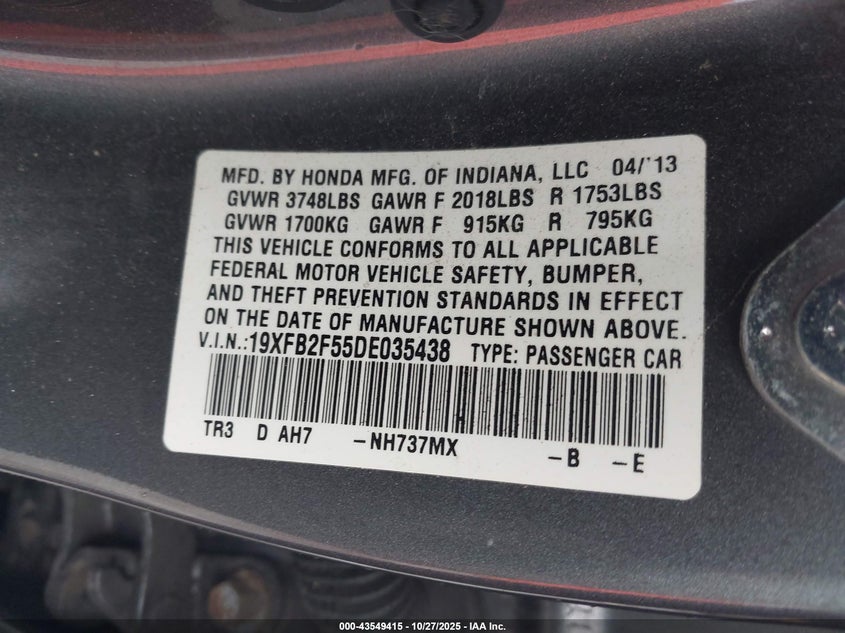 MFD. BY HONDA MFG. OF INDIANA, LLC 04/'13
GVWR 3748LBS GAWR F 2018LBS R 1753LBS
GVWR 1700KG GAWR F 915KG R 795KG
THIS VEHICLE CONFORMS TO ALL APPLICABLE
FEDERAL MOTOR VEHICLE SAFETY, BUMPER,
AND THEFT PREVENTION STANDARDS IN EFFECT
ON THE DATE OF MANUFACTURE SHOWN ABOVE.
V.I.N.:19XFB2F55DE035438 TYPE: PASSENGER CAR
TR3 D AH7 -NH737MX -B -E
000-43549415 - 10/27/2025 - IAA Inc.